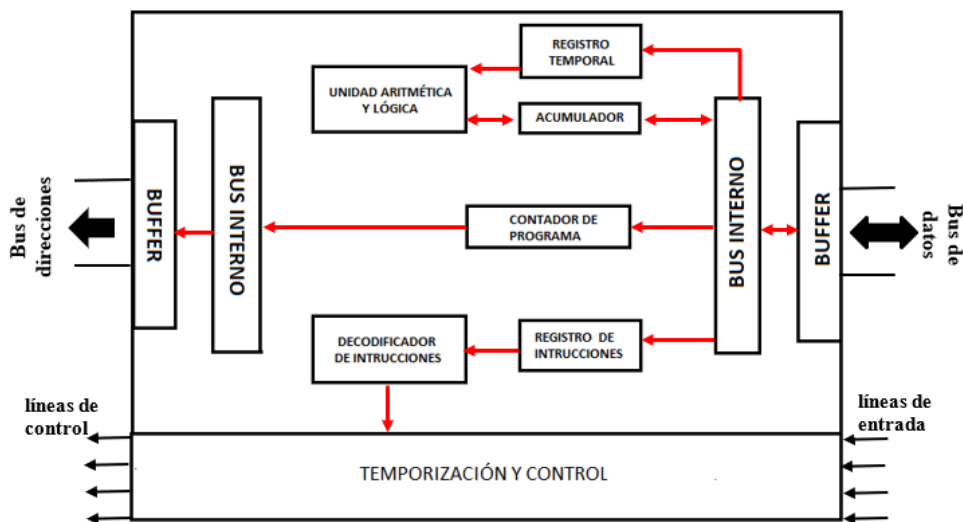 REGISTRO
TEMPORAL
UNIDAD ARITMÉTICA
Y LÓGICA
ACUMULADOR
Bus de
direcciones
BUFFER
BUS INTERNO
CONTADOR DE
PROGRAMA
BUS INTERNO
BUFFER
Bus de
datos
DECODIFICADOR
DE INTRUCCIONES
REGISTRO DE
INTRUCCIONES
líneas de
control
líneas de
entrada
TEMPORIZACIÓN Y CONTROL